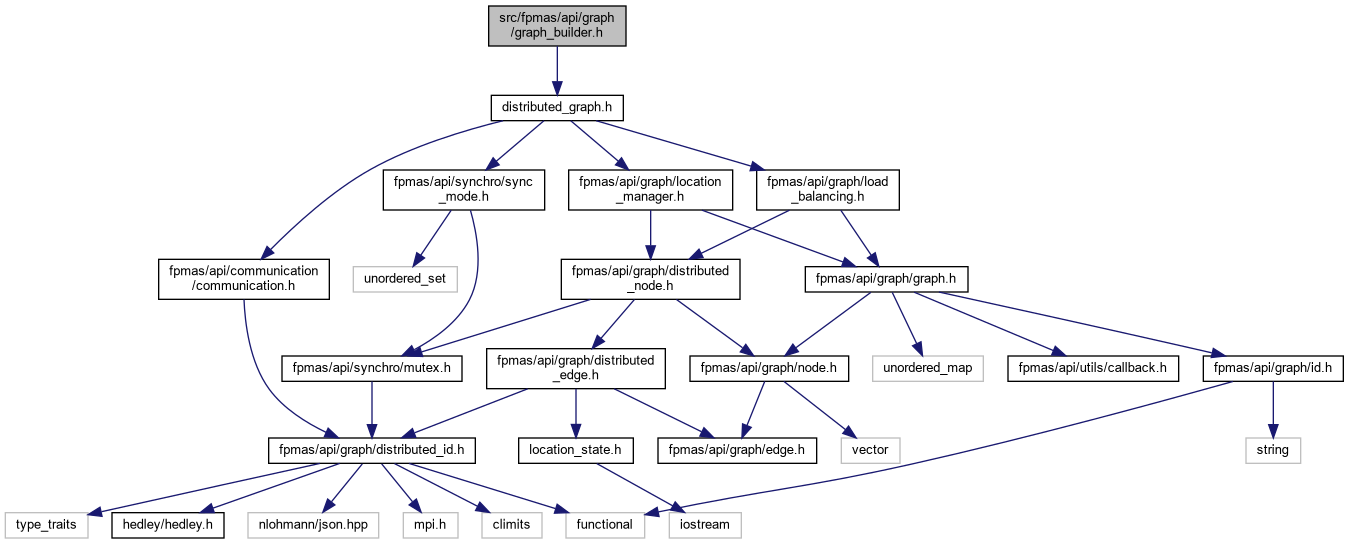 src/fpmas/api/graph
/graph_builder.h
distributed_graph.h
fpmas/api/synchro/sync
_mode.h
fpmas/api/graph/location
_manager.h
fpmas/api/graph/load
_balancing.h
fpmas/api/communication
/communication.h
unordered_set
fpmas/api/graph/distributed
_node.h
fpmas/api/graph/graph.h
fpmas/api/synchro/mutex.h
fpmas/api/graph/distributed
_edge.h
fpmas/api/graph/node.h
unordered_map
fpmas/api/utils/callback.h
fpmas/api/graph/id.h
fpmas/api/graph/distributed_id.h
location_state.h
fpmas/api/graph/edge.h
vector
string
type_traits
hedley/hedley.h
nlohmann/json.hpp
mpi.h
climits
functional
iostream